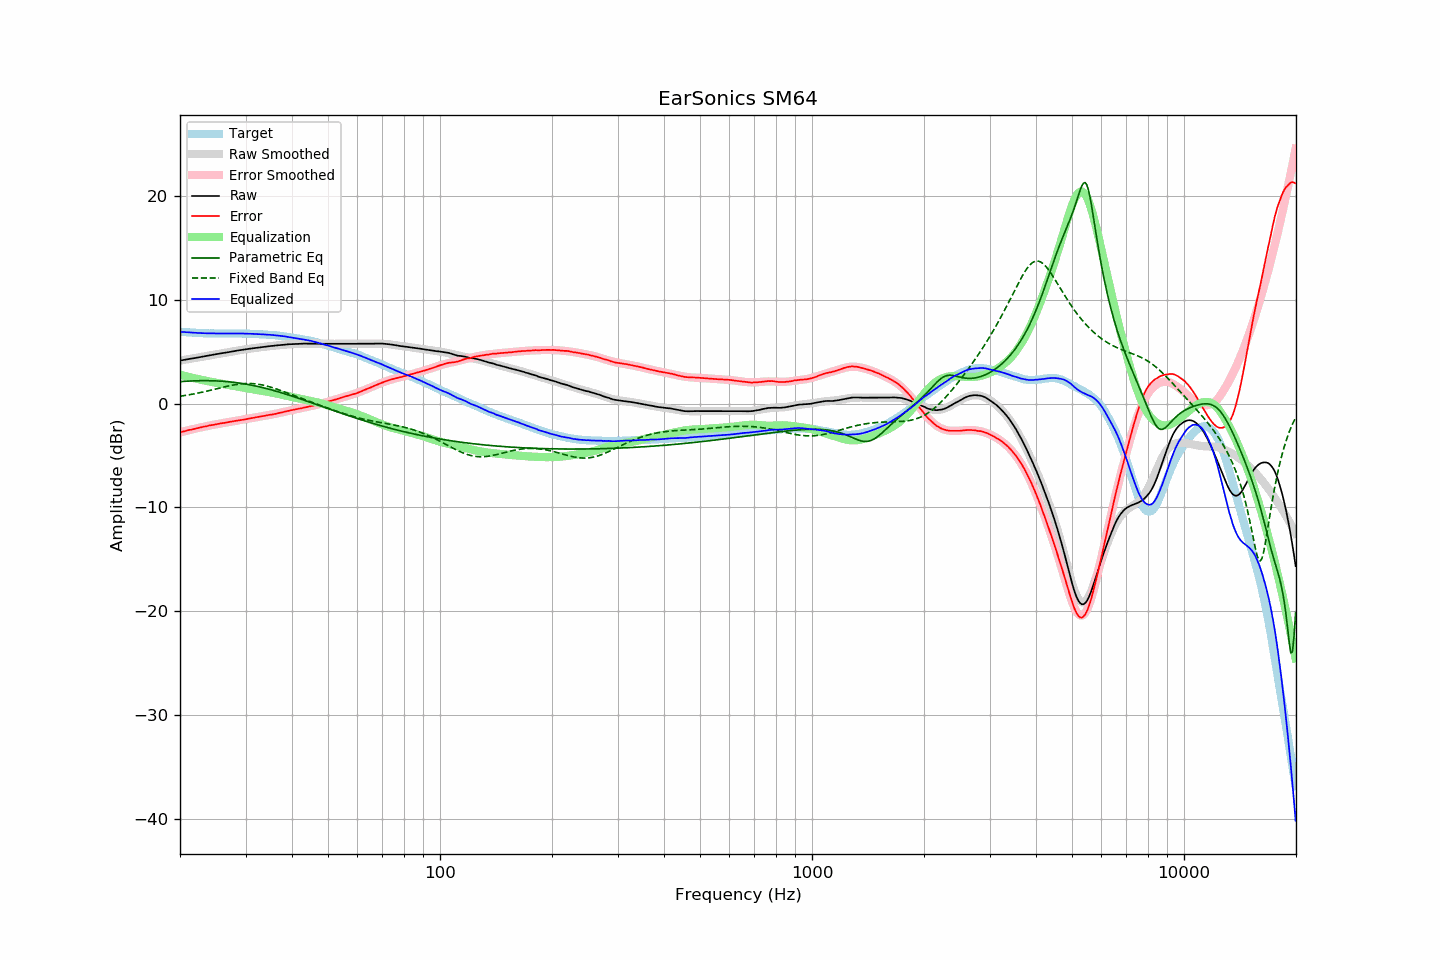 EarSonics SM64
Target
Raw Smoothed
Error Smoothed
Raw
Error
Equalization
Parametric Eq
Fixed Band Eq
Equalized
20
10
0
−10
−20
−30
−40
Amplitude (dBr)
100
1000
10000
Frequency (Hz)